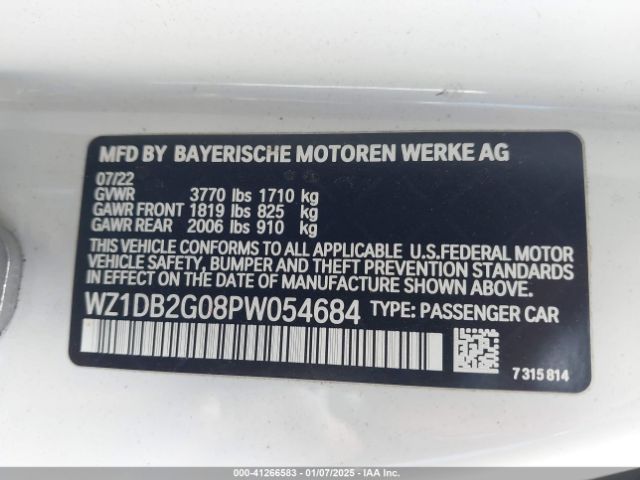 MFD BY BAYERISCHE MOTOREN WERKE AG
07/22
GVWR 3770 lbs 1710 kg
GAWR FRONT 1819 lbs 825 kg
GAWR REAR 2006 lbs 910 kg
THIS VEHICLE CONFORMS TO ALL APPLICABLE U.S.FEDERAL MOTOR
VEHICLE SAFETY, BUMPER AND THEFT PREVENTION STANDARDS
IN EFFECT ON THE DATE OF MANUFACTURE SHOWN ABOVE.
WZ1DB2G08PW054684 TYPE: PASSENGER CAR
7 315 814
000-41266583 - 01/07/2025 - IAA Inc.